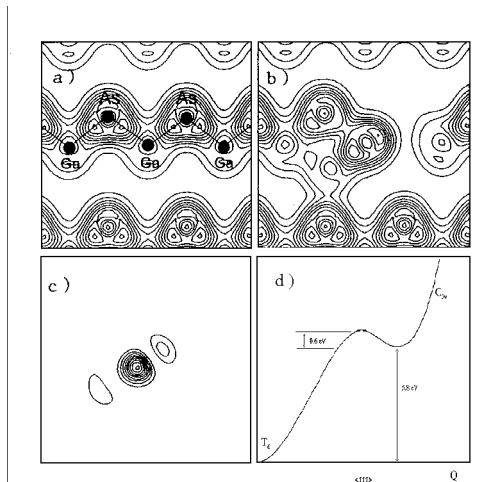 a )
b )
As
As
Ga
Ga
Ga
c )
d )
C3v
0.6 eV
5.8 eV
Td
<111>
Q